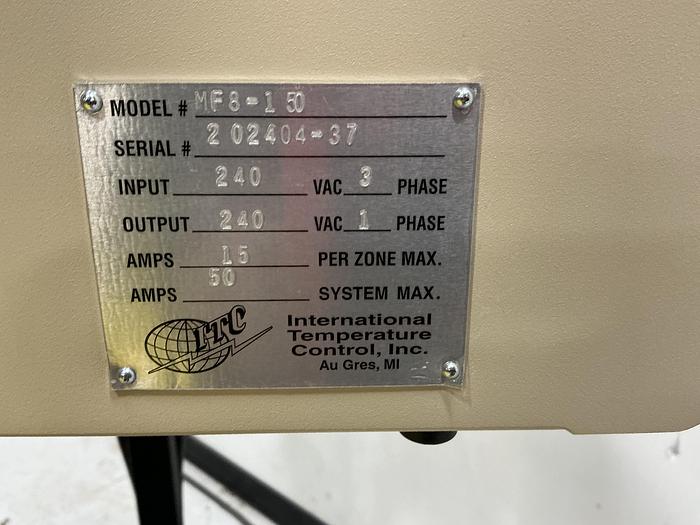 MODEL # MF8-150
SERIAL # 202404-37
INPUT 240 VAC 3 PHASE
OUTPUT 240 VAC 1 PHASE
AMPS 15 PER ZONE MAX.
AMPS 50 SYSTEM MAX.
ITC
International
Temperature
Control, Inc.
Au Gres, MI